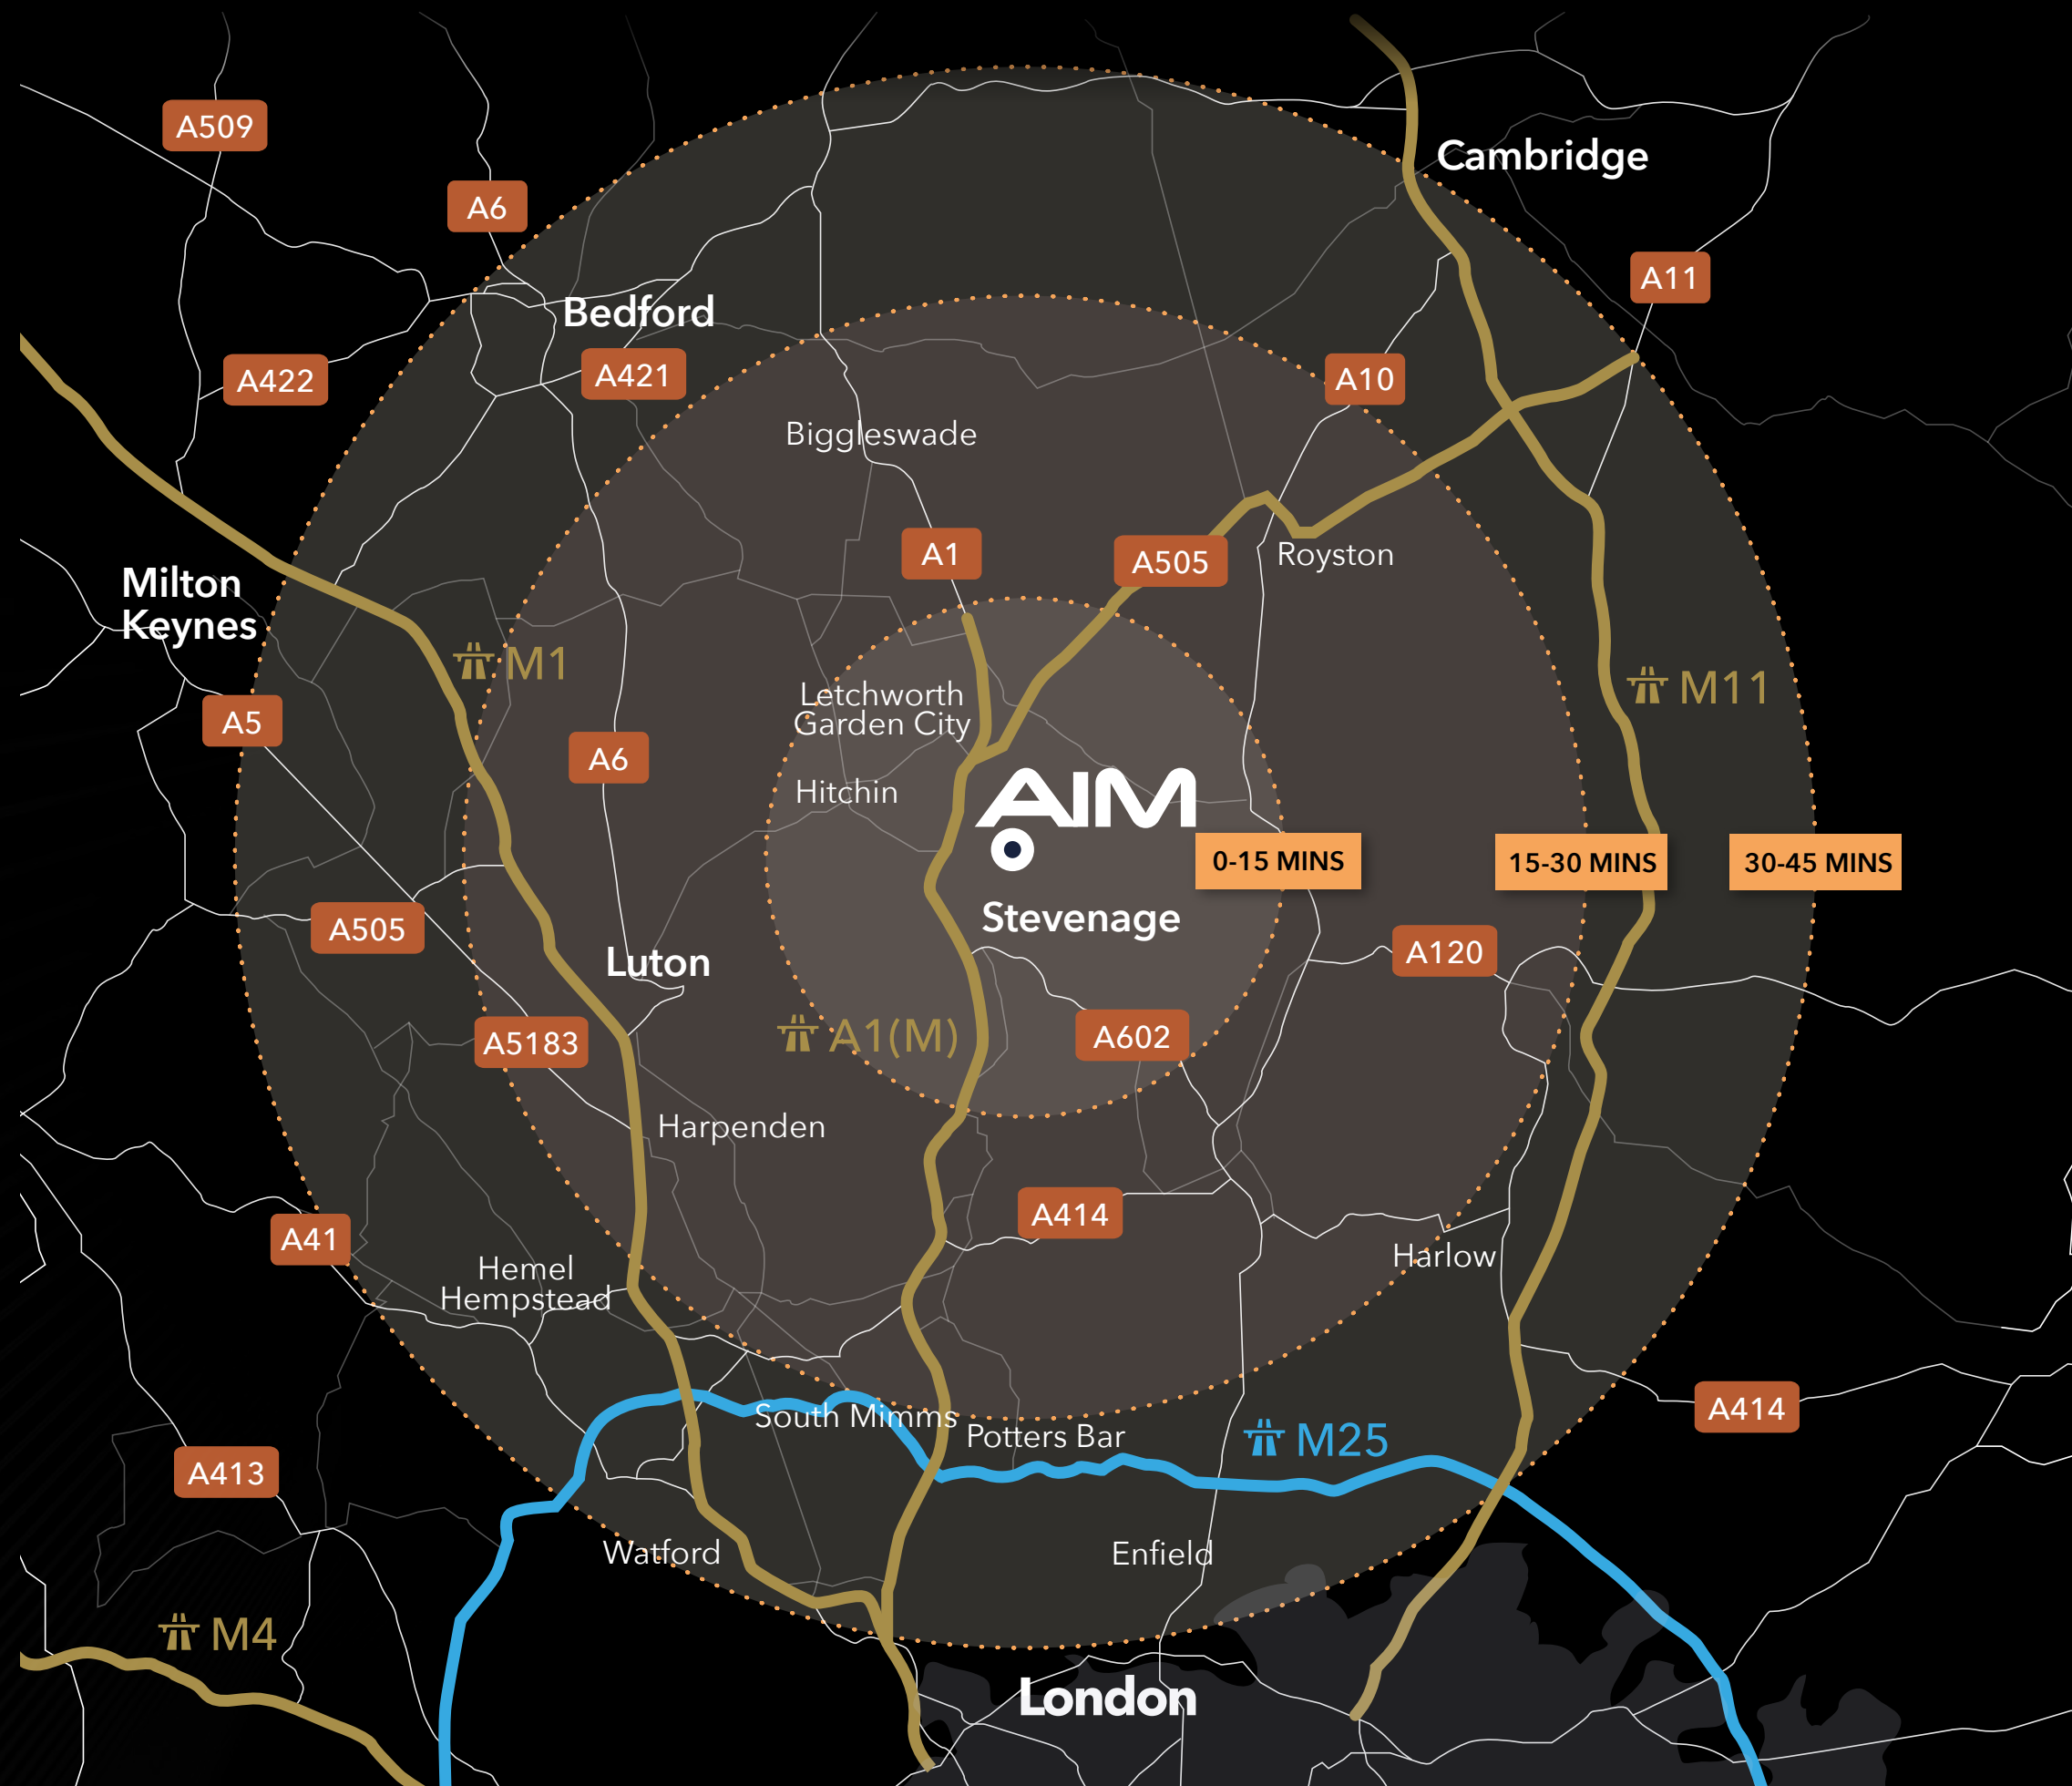 A509
Cambridge
A6
A11
Bedford
A421
A422
A10
Biggleswade
A1
A505
Royston
Milton
Keynes
M1
M11
Letchworth
Garden City
A5
A6
Hitchin
AIM
0-15 MINS
15-30 MINS
30-45 MINS
Stevenage
A505
Luton
A120
A5183
A1(M)
A602
Harpenden
A414
A41
Harlow
Hemel
Hempstead
A414
South Mimms
Potters Bar
M25
A413
Watford
Enfield
M4
London